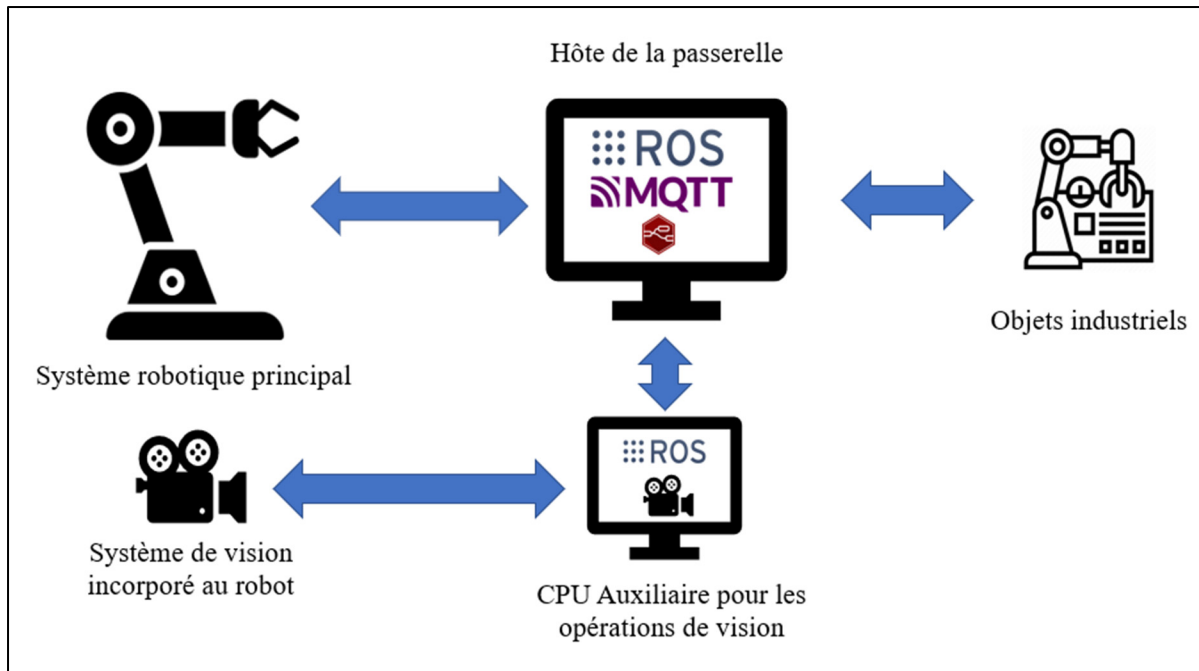 Hôte de la passerelle
ROS
MQTT
Système robotique principal
Objets industriels
ROS
Système de vision
incorporé au robot
CPU Auxiliaire pour les
opérations de vision